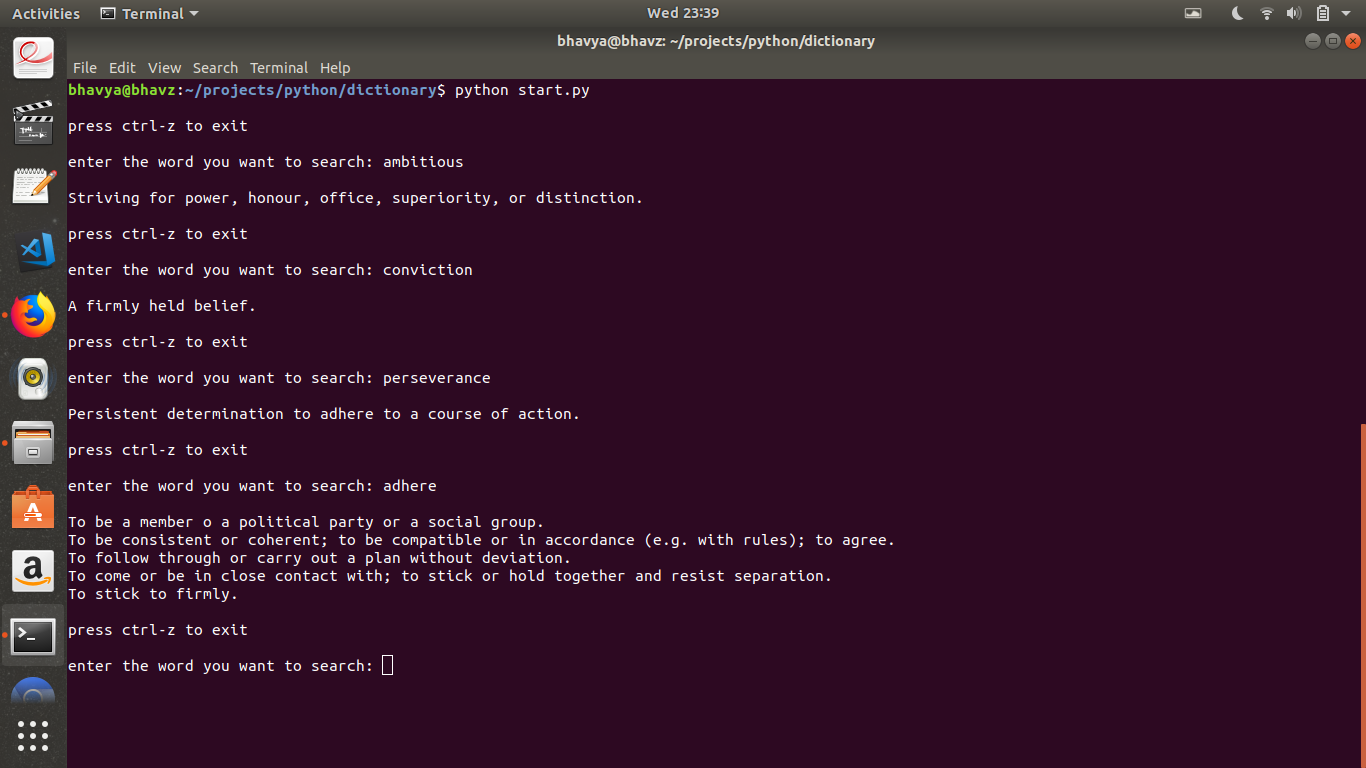 Activities
Terminal
Wed 23:39
bhavya@bhavz: ~/projects/python/dictionary
File Edit View Search Terminal Help
bhavya@bhavz:~/projects/python/dictionary$ python start.py
press ctrl-z to exit
enter the word you want to search: ambitious
Striving for power, honour, office, superiority, or distinction.
press ctrl-z to exit
enter the word you want to search: conviction
A firmly held belief.
press ctrl-z to exit
enter the word you want to search: perseverance
Persistent determination to adhere to a course of action.
press ctrl-z to exit
enter the word you want to search: adhere
To be a member o a political party or a social group.
To be consistent or coherent; to be compatible or in accordance (e.g. with rules); to agree.
To follow through or carry out a plan without deviation.
To come or be in close contact with; to stick or hold together and resist separation.
To stick to firmly.
press ctrl-z to exit
enter the word you want to search: